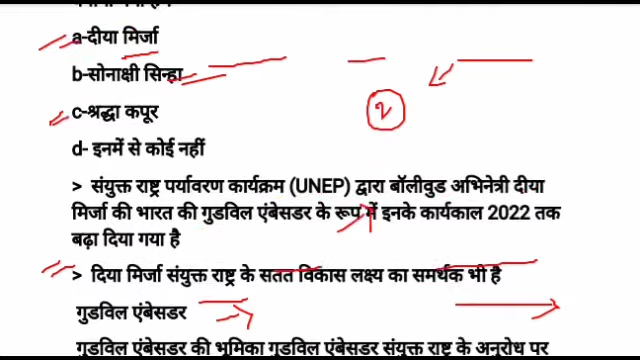 a-दीया मिर्जा
b-सोनाक्षी सिन्हा
c-श्रद्धा कपूर
d- इनमें से कोई नहीं
> संयुक्त राष्ट्र पर्यावरण कार्यक्रम (UNEP) द्वारा बॉलीवुड अभिनेत्री दीया
मिर्जा की भारत की गुडविल एंबेसडर के रूप में इनके कार्यकाल 2022 तक
बढ़ा दिया गया है
> दिया मिर्जा संयुक्त राष्ट्र के सतत विकास लक्ष्य का समर्थक भी है
गुडविल एंबेसडर
गुडविल एंबेसडर की भूमिका गुडविल एंबेसडर संयुक्त राष्ट्र के अनुरोध पर